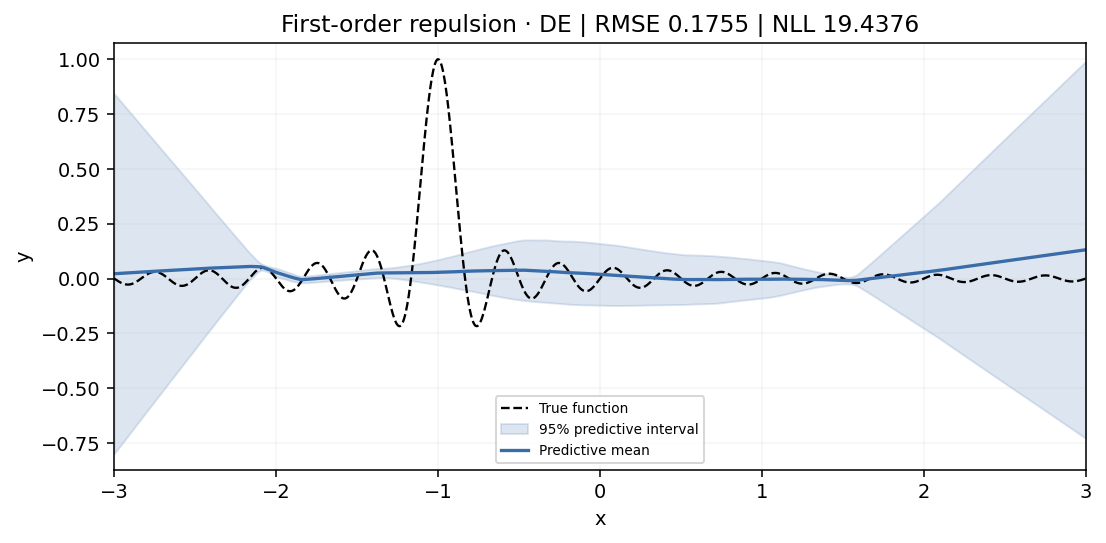 First-order repulsion · DE | RMSE 0.1755 | NLL 19.4376
y
1.00
0.75
0.50
0.25
0.00
−0.25
−0.50
−0.75
True function
95% predictive interval
Predictive mean
−3 −2 −1 0 1 2 3
x